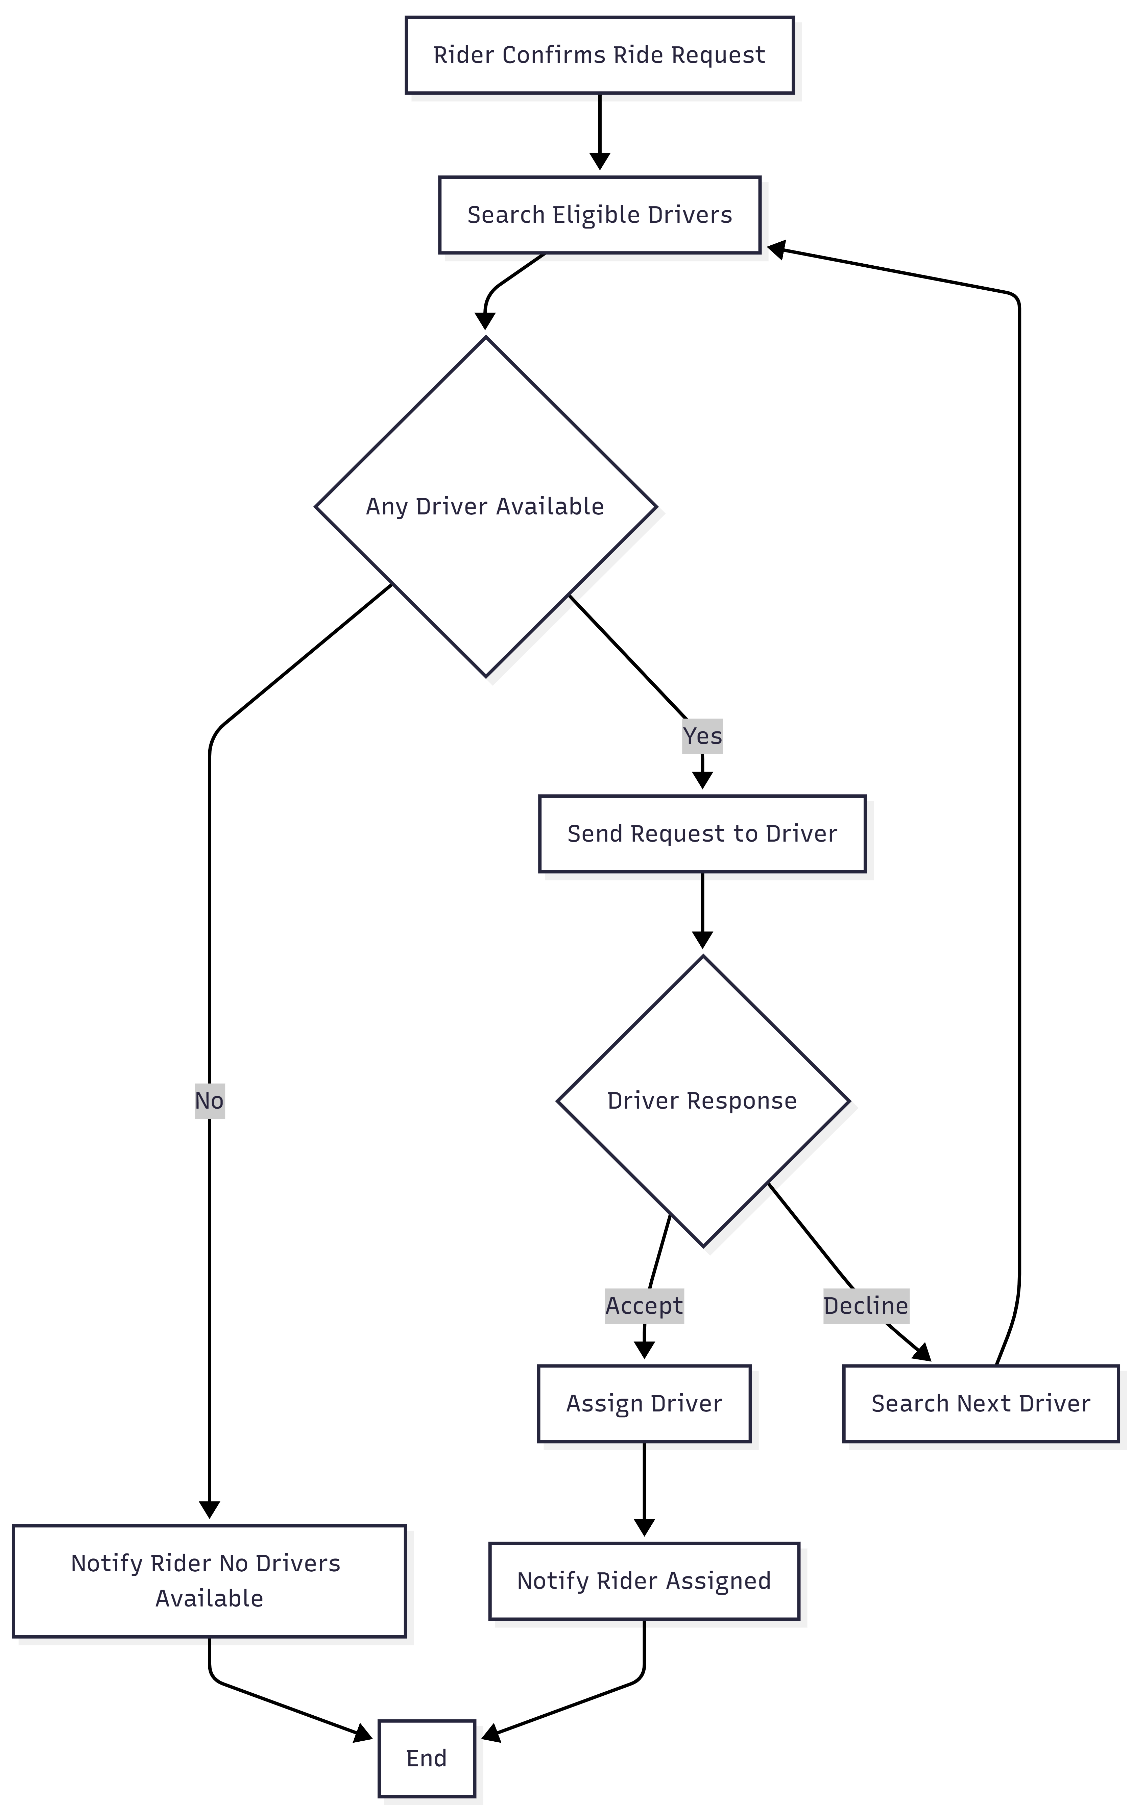 Rider Confirms Ride Request
Search Eligible Drivers
Any Driver Available
Yes
Send Request to Driver
No
Driver Response
Accept
Decline
Assign Driver
Search Next Driver
Notify Rider No Drivers
Available
Notify Rider Assigned
End